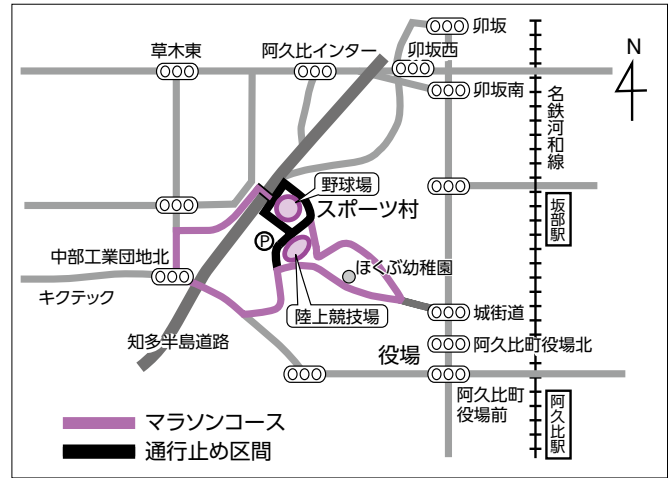 卯坂
草木東
阿久比インター
卯坂西
N
卯坂南
名鉄河和線
野球場
スポーツ村
坂部駅
P
中部工業団地北
ほくぶ幼稚園
キクテック
陸上競技場
城街道
知多半島道路
役場
阿久比町役場北
阿久比町
役場前
阿久比駅
マラソンコース
通行止め区間